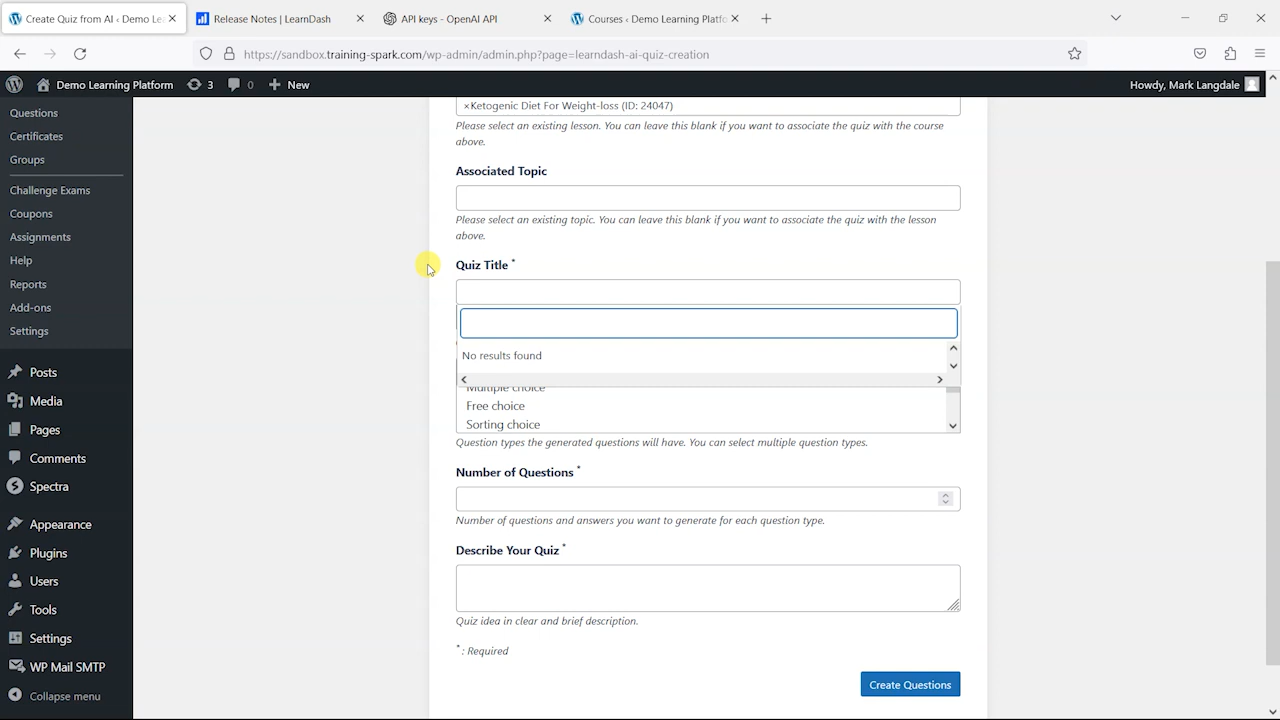 Create Quiz from AI ‹ Demo Le
Release Notes | LearnDash
API keys - OpenAI API
Courses ‹ Demo Learning Platfo
https://sandbox.training-spark.com/wp-admin/admin.php?page=learndash-ai-quiz-creation
Demo Learning Platform
3
0
New
Howdy, Mark Langdale
Questions
Certificates
Groups
Challenge Exams
Coupons
Assignments
Help
Reports
Add-ons
Settings
Posts
Media
Pages
Comments
Spectra
Appearance
Plugins
Users
Tools
Settings
WP Mail SMTP
Collapse menu
×Ketogenic Diet For Weight-loss (ID: 24047)
Please select an existing lesson. You can leave this blank if you want to associate the quiz with the course
above.
Associated Topic
Please select an existing topic. You can leave this blank if you want to associate the quiz with the lesson
above.
Quiz Title *
No results found
Multiple choice
Free choice
Sorting choice
Question types the generated questions will have. You can select multiple question types.
Number of Questions *
Number of questions and answers you want to generate for each question type.
Describe Your Quiz *
Quiz idea in clear and brief description.
* : Required
Create Questions